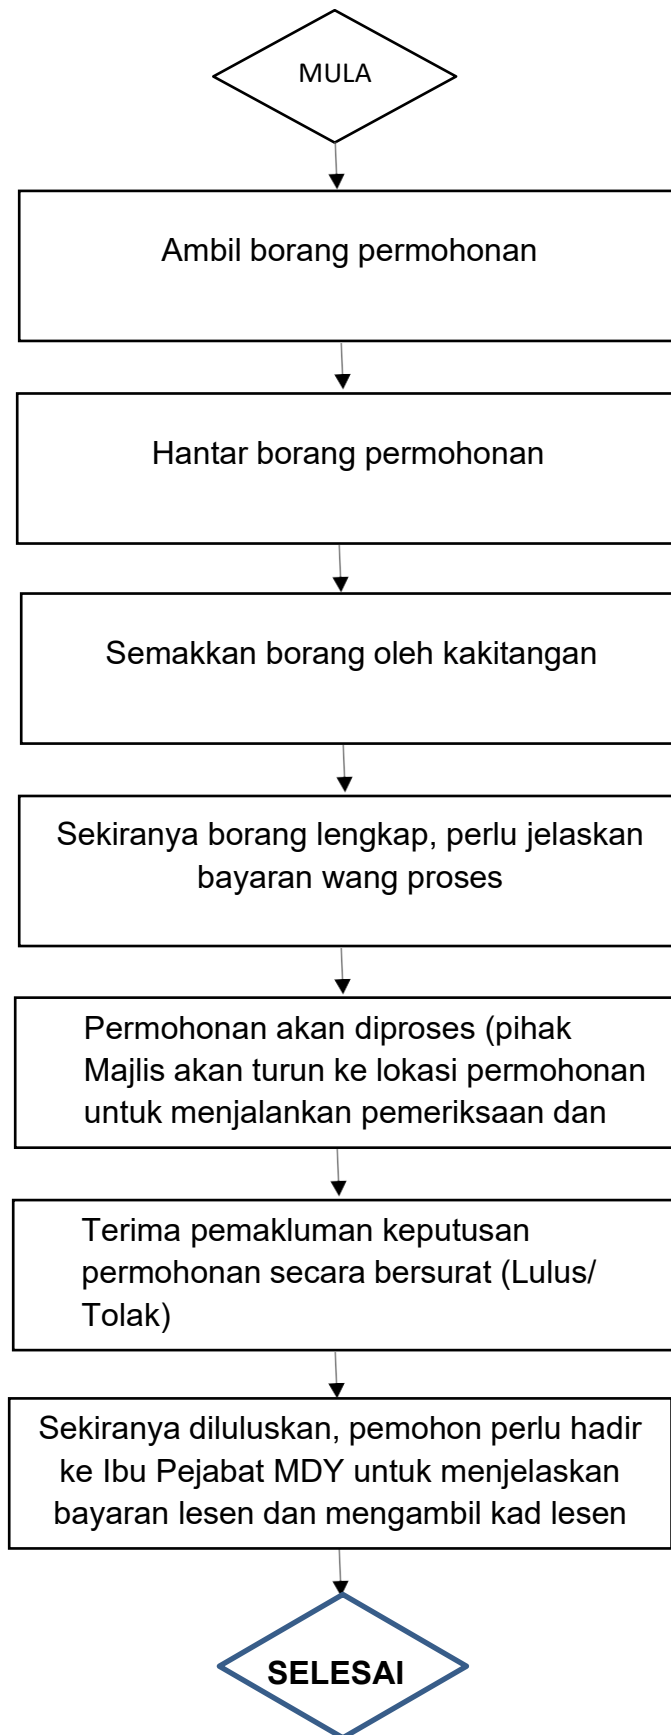 MULA
Ambil borang permohonan
Hantar borang permohonan
Semakkan borang oleh kakitangan
Sekiranya borang lengkap, perlu jelaskan
bayaran wang proses
Permohonan akan diproses (pihak
Majlis akan turun ke lokasi permohonan
untuk menjalankan pemeriksaan dan
Terima pemakluman keputusan
permohonan secara bersurat (Lulus/
Tolak)
Sekiranya diluluskan, pemohon perlu hadir
ke Ibu Pejabat MDY untuk menjelaskan
bayaran lesen dan mengambil kad lesen
SELESAI